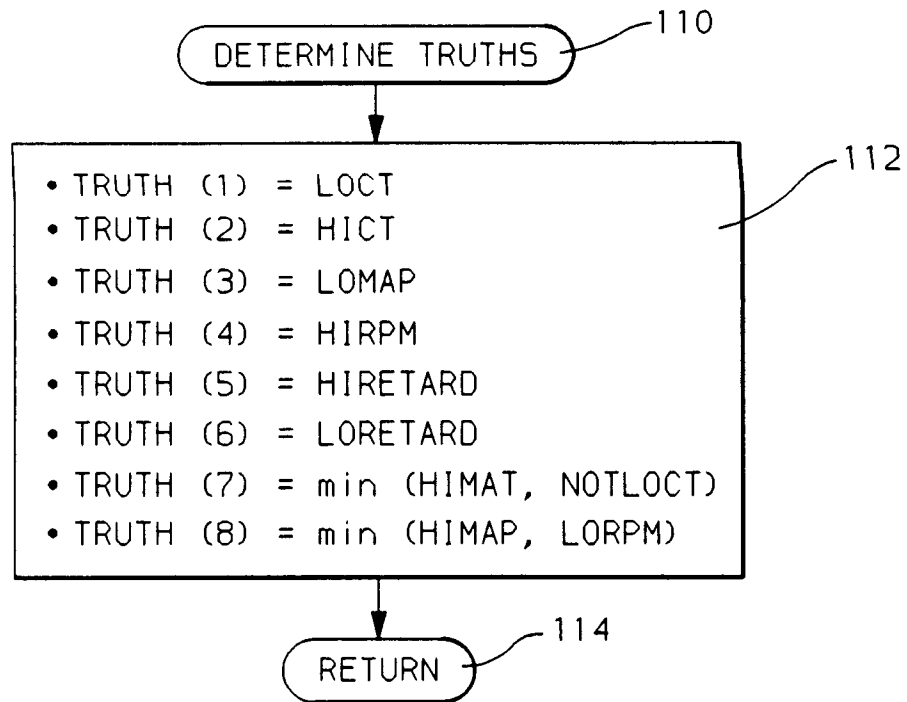 110
DETERMINE TRUTHS
112
• TRUTH (1) = LOCT
• TRUTH (2) = HICT
• TRUTH (3) = LOMAP
• TRUTH (4) = HIRPM
• TRUTH (5) = HIRETARD
• TRUTH (6) = LORETARD
• TRUTH (7) = min (HIMAT, NOTLOCT)
• TRUTH (8) = min (HIMAP, LORPM)
114
RETURN